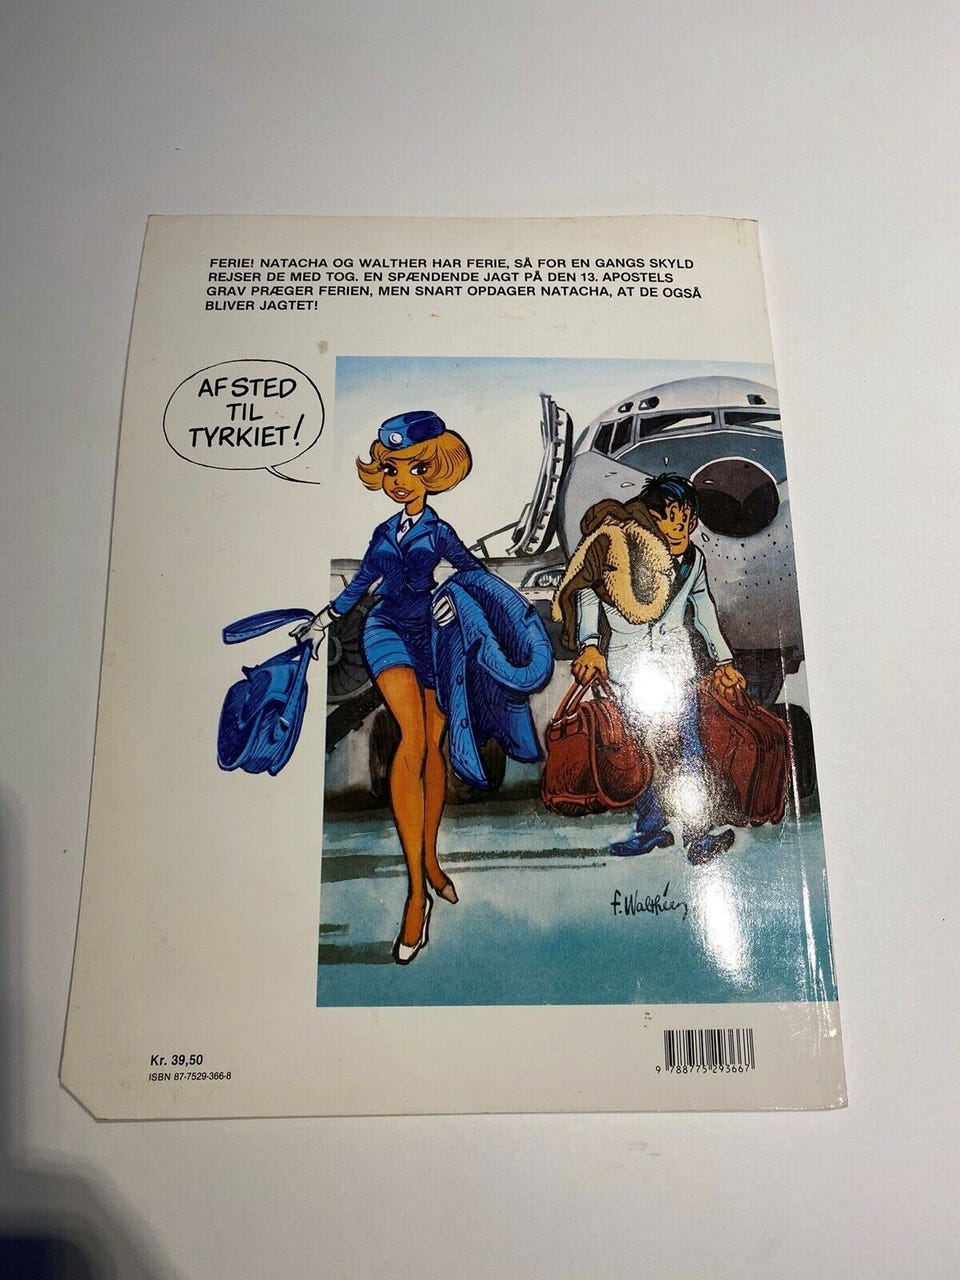 FERIE! NATACHA OG WALTHER HAR FERIE, SÅ FOR EN GANGS SKYLD
REJSER DE MED TOG. EN SPÆNDENDE JAGT PÅ DEN 13. APOSTELS
GRAV PRÆGER FERIEN, MEN SNART OPDAGER NATACHA, AT DE OGSÅ
BLIVER JAGTET!
AFSTED
TIL
TYRKIET!
F. Walthéry
Kr. 39,50
ISBN 87-7529-366-8
9 788775 293667